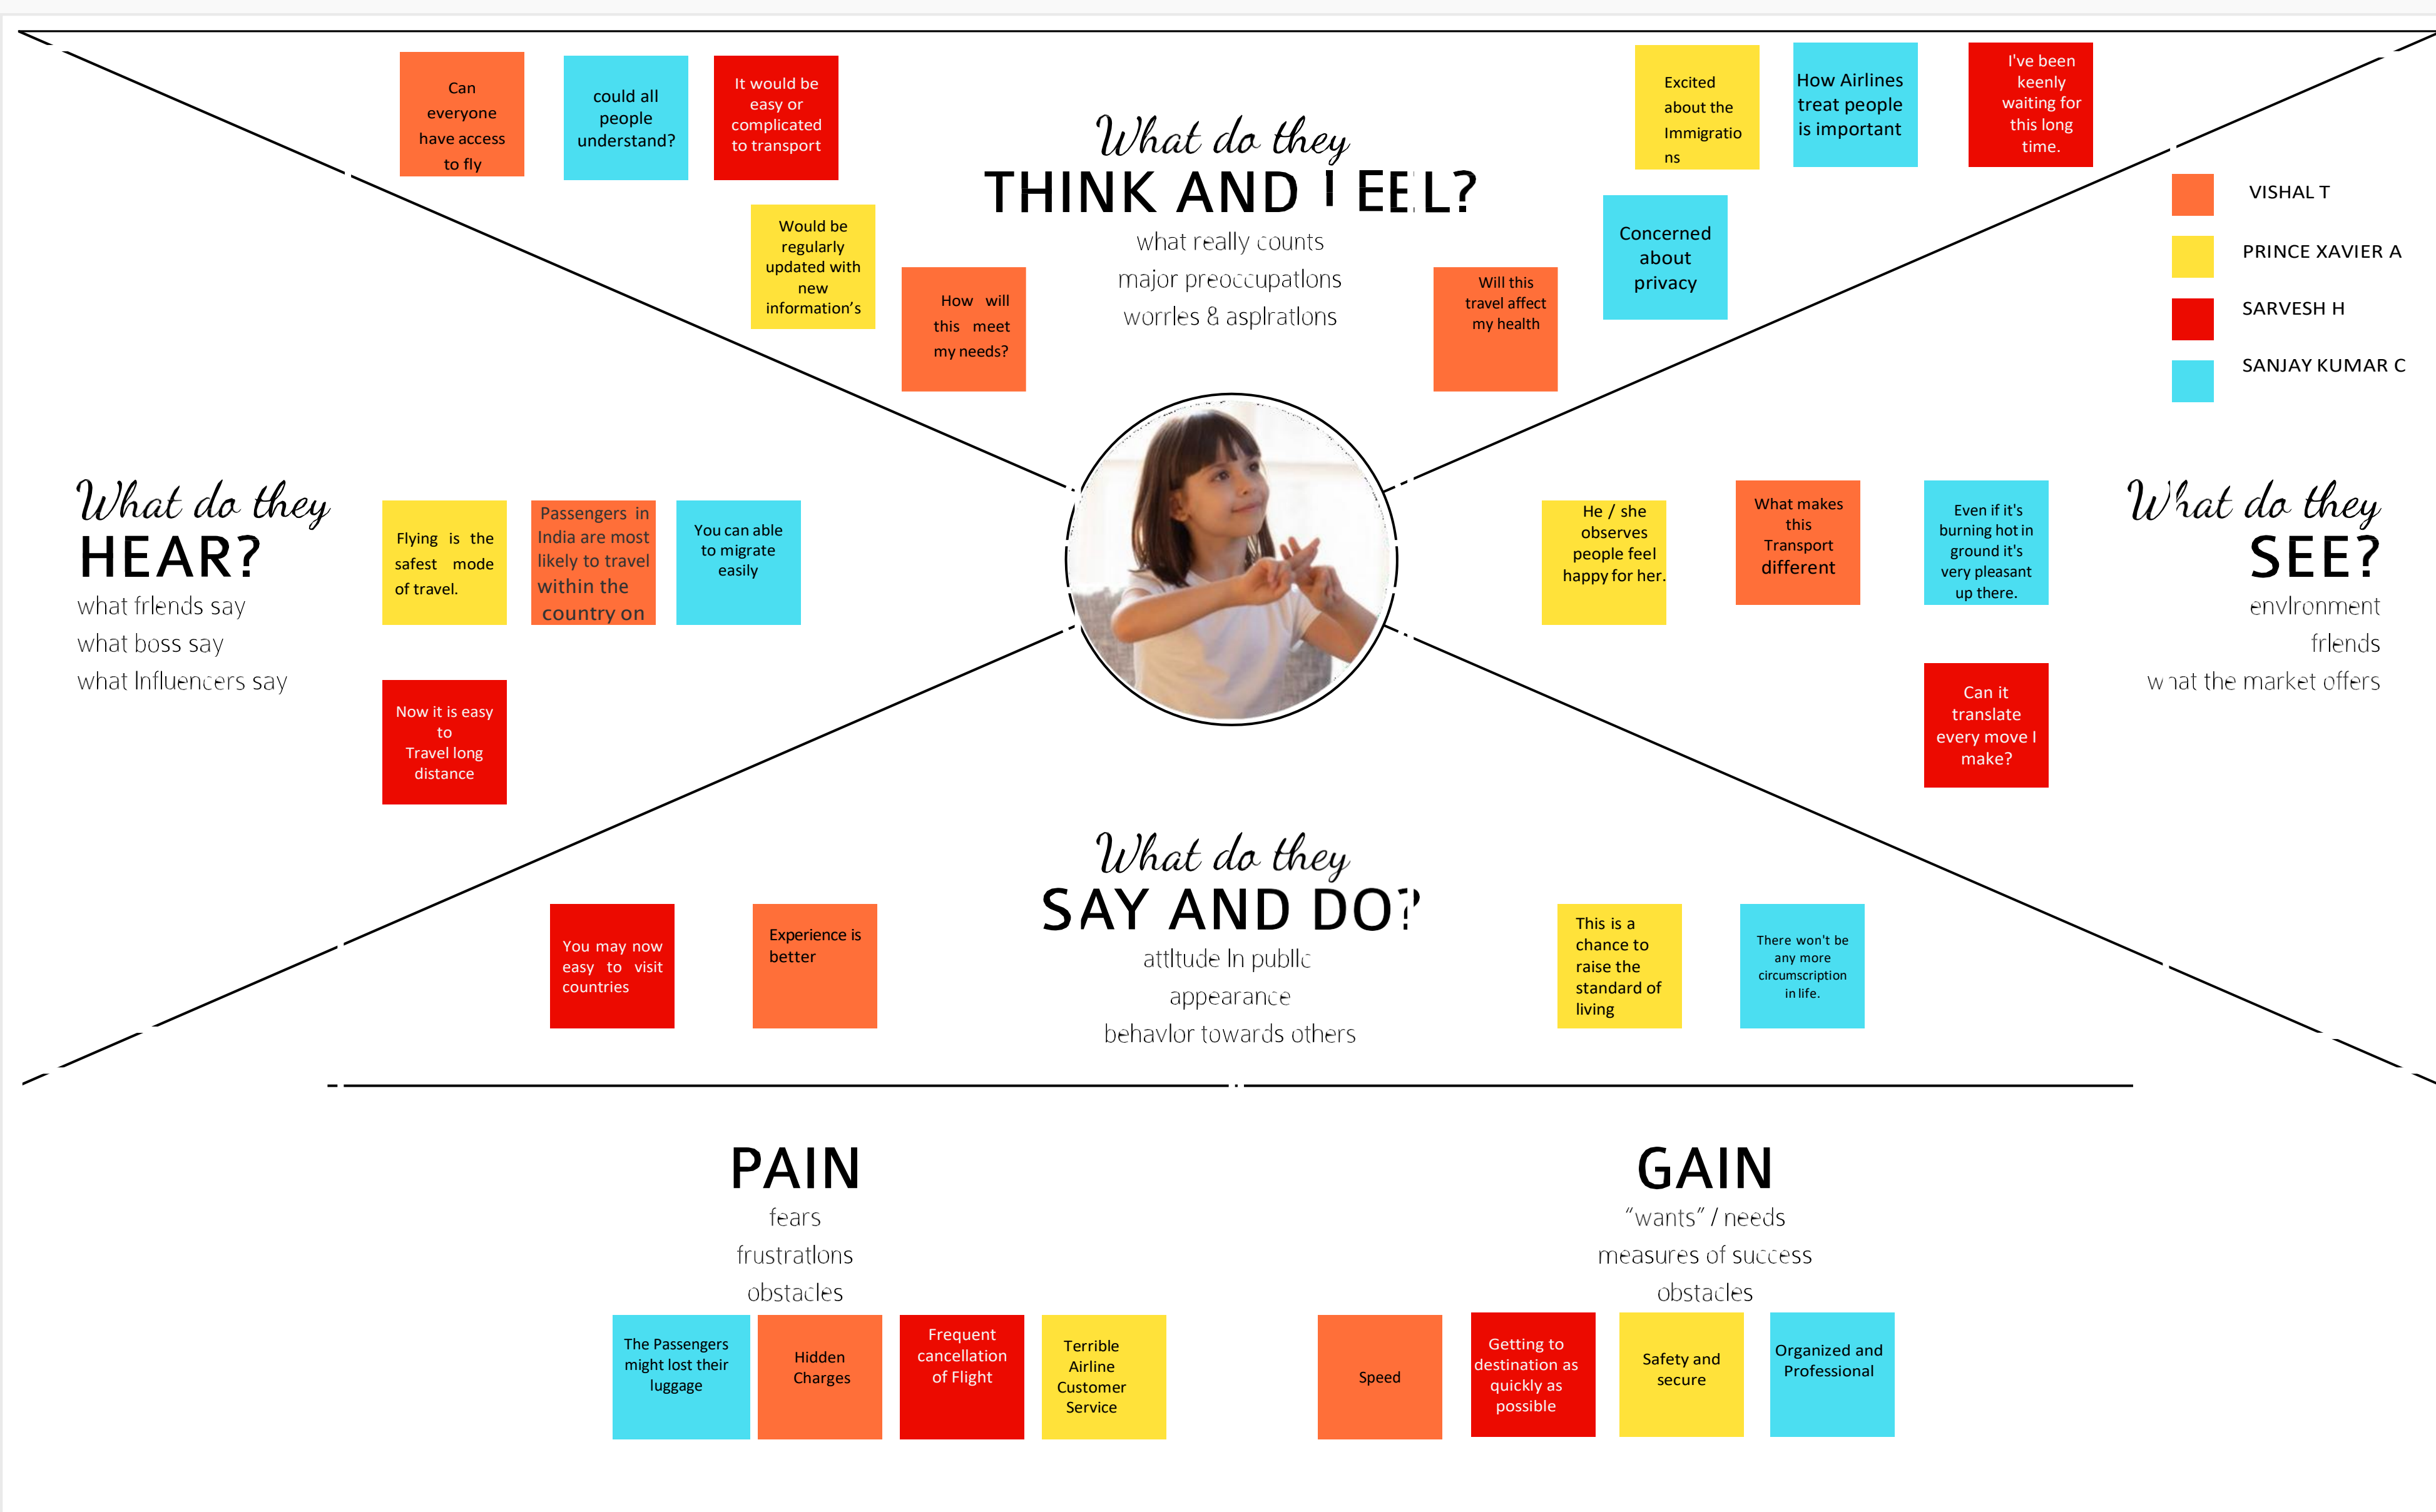 Can
everyone
have access
to fly
could all
people
understand?
It would be
easy or
complicated
to transport
Would be
regularly
updated with
new
information's
How will
this meet
my needs?
What do they
THINK AND FEEL?
what really counts
major preoccupations
worries & aspirations
Excited
about the
Immigratio
ns
How Airlines
treat people
is important
I've been
keenly
waiting for
this long
time.
Concerned
about
privacy
Will this
travel affect
my health
VISHAL T
PRINCE XAVIER A
SARVESH H
SANJAY KUMAR C
What do they
HEAR?
what friends say
what boss say
what influencers say
Flying is the
safest mode
of travel.
Passengers in
India are most
likely to travel
within the
country on
You can able
to migrate
easily
Now it is easy
to
Travel long
distance
He / she
observes
people feel
happy for her.
What makes
this
Transport
different
Even if it's
burning hot in
ground it's
very pleasant
up there.
Can it
translate
every move I
make?
What do they
SEE?
environment
friends
what the market offers
What do they
SAY AND DO?
attitude in public
appearance
behavior towards others
You may now
easy to visit
countries
Experience is
better
This is a
chance to
raise the
standard of
living
There won't be
any more
circumscription
in life.
PAIN
fears
frustrations
obstacles
The Passengers
might lost their
luggage
Hidden
Charges
Frequent
cancellation
of Flight
Terrible
Airline
Customer
Service
GAIN
“wants” / needs
measures of success
obstacles
Speed
Getting to
destination as
quickly as
possible
Safety and
secure
Organized and
Professional